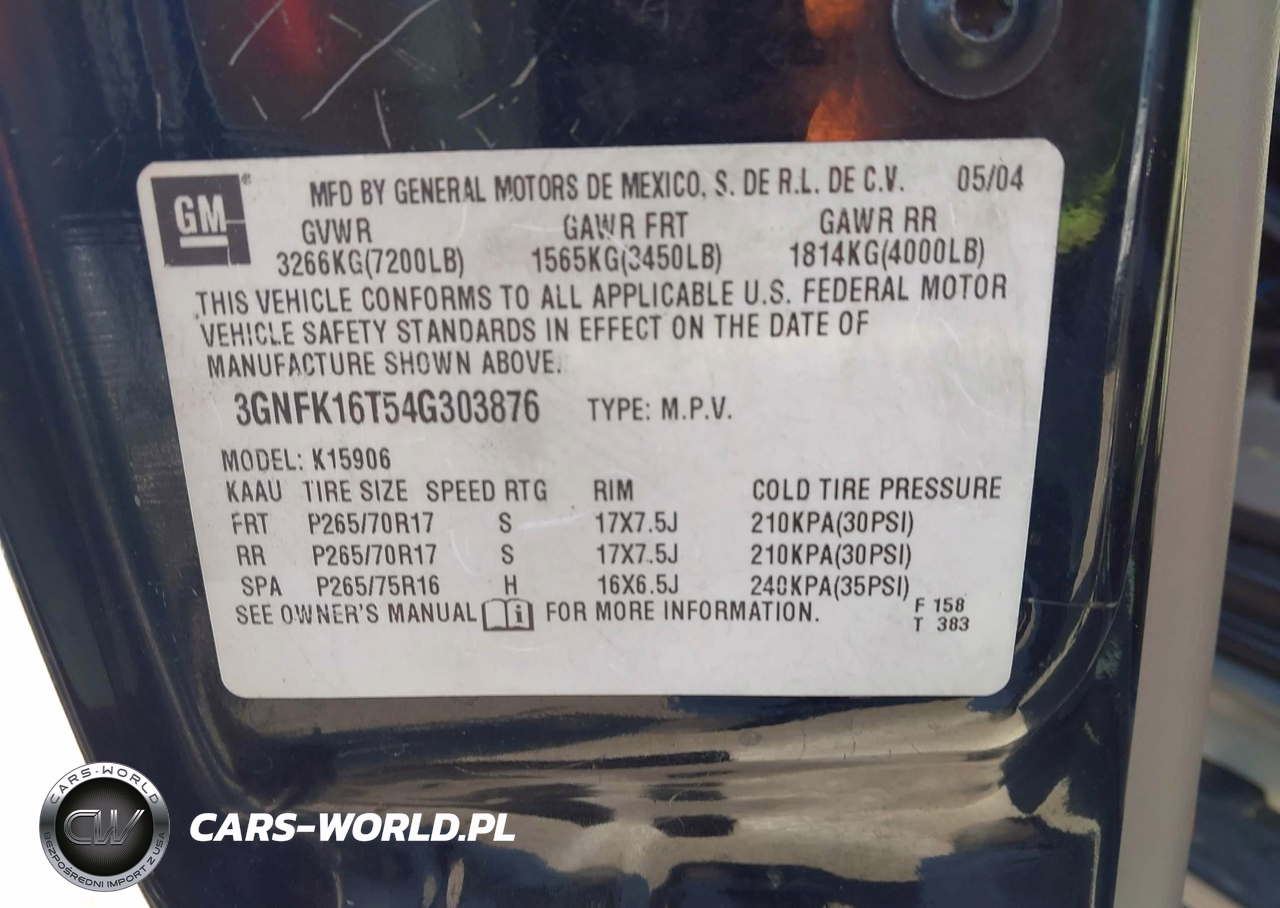 GM®
MFD BY GENERAL MOTORS DE MEXICO, S. DE R.L. DE C.V. 05/04
GVWR GAWR FRT GAWR RR
3266KG(7200LB) 1565KG(3450LB) 1814KG(4000LB)
THIS VEHICLE CONFORMS TO ALL APPLICABLE U.S. FEDERAL MOTOR
VEHICLE SAFETY STANDARDS IN EFFECT ON THE DATE OF
MANUFACTURE SHOWN ABOVE.
3GNFK16T54G303876 TYPE: M.P.V.
MODEL: K15906
KAAU TIRE SIZE SPEED RTG RIM COLD TIRE PRESSURE
FRT P265/70R17 S 17X7.5J 210KPA(30PSI)
RR P265/70R17 S 17X7.5J 210KPA(30PSI)
SPA P265/75R16 H 16X6.5J 240KPA(35PSI)
SEE OWNER'S MANUAL i FOR MORE INFORMATION.
F 158
T 383
CARS-WORLD
CW
BEZPOŚREDNI IMPORT Z USA
CARS-WORLD.PL